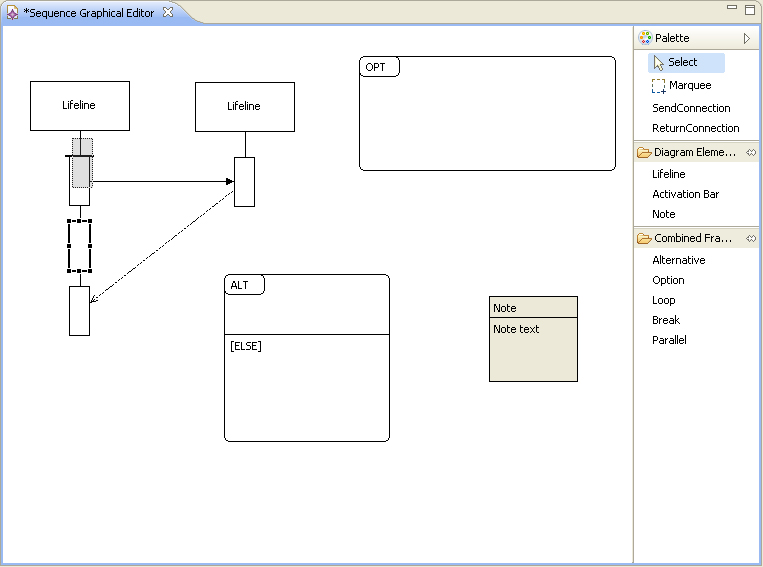 *Sequence Graphical Editor
Lifeline
Lifeline
OPT
ALT
[ELSE]
Note
Note text
Palette
Select
Marquee
SendConnection
ReturnConnection
Diagram Eleme...
Lifeline
Activation Bar
Note
Combined Fra...
Alternative
Option
Loop
Break
Parallel